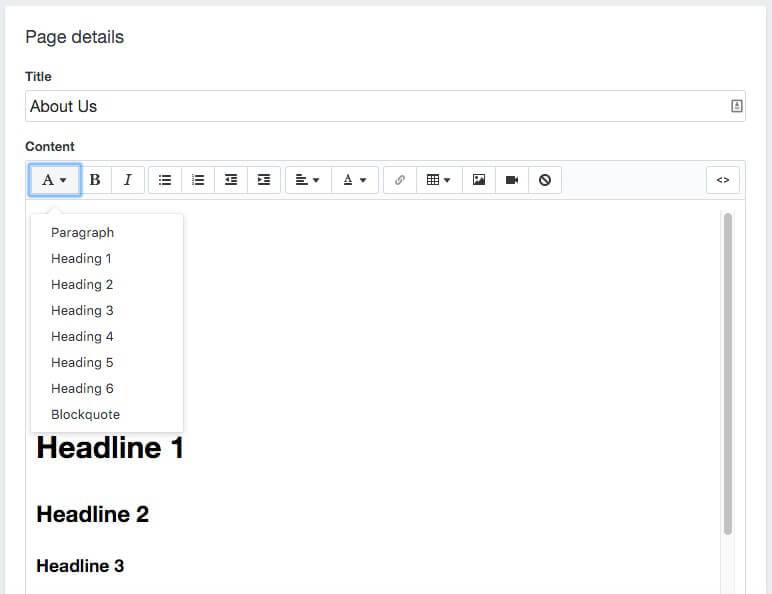 Page details
Title
About Us
Content
A B I A <>
Paragraph
Heading 1
Heading 2
Heading 3
Heading 4
Heading 5
Heading 6
Blockquote
Headline 1
Headline 2
Headline 3